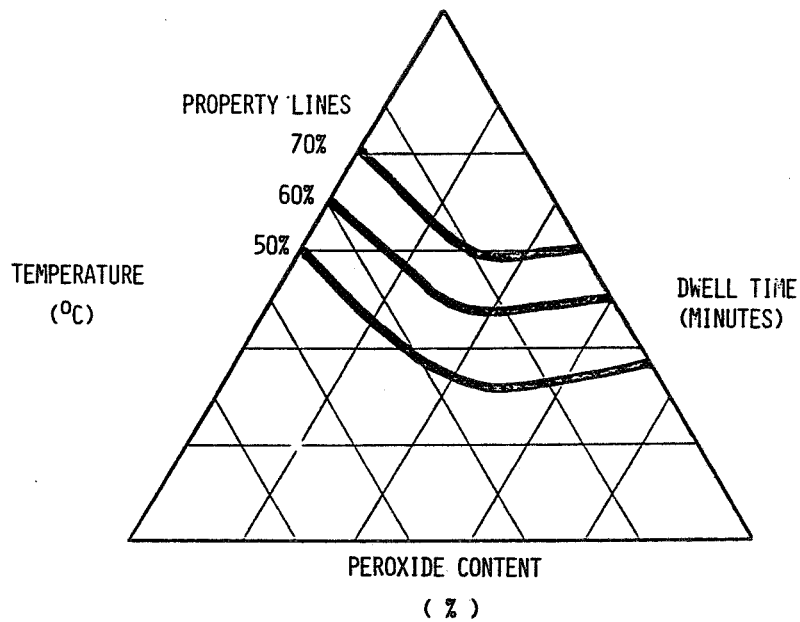 PROPERTY LINES
70%
60%
50%
TEMPERATURE
(°C)
DWELL TIME
(MINUTES)
PEROXIDE CONTENT
( % )